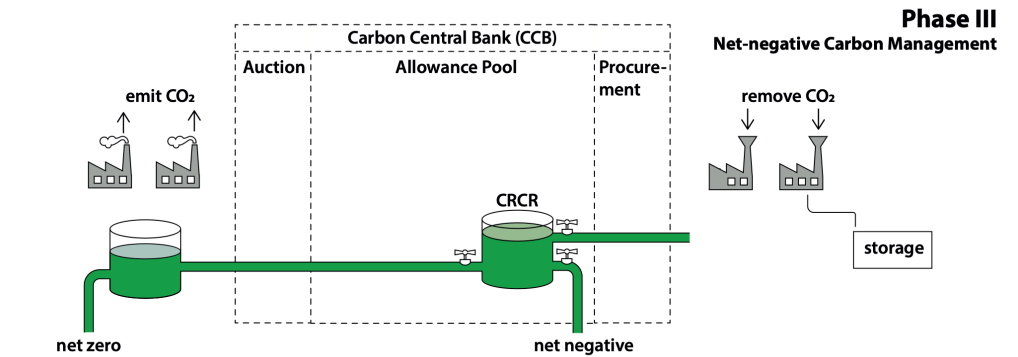 Phase III
Net-negative Carbon Management
Carbon Central Bank (CCB)
Auction
Allowance Pool
Procure-
ment
emit CO₂
remove CO₂
CRCR
storage
net zero
net negative